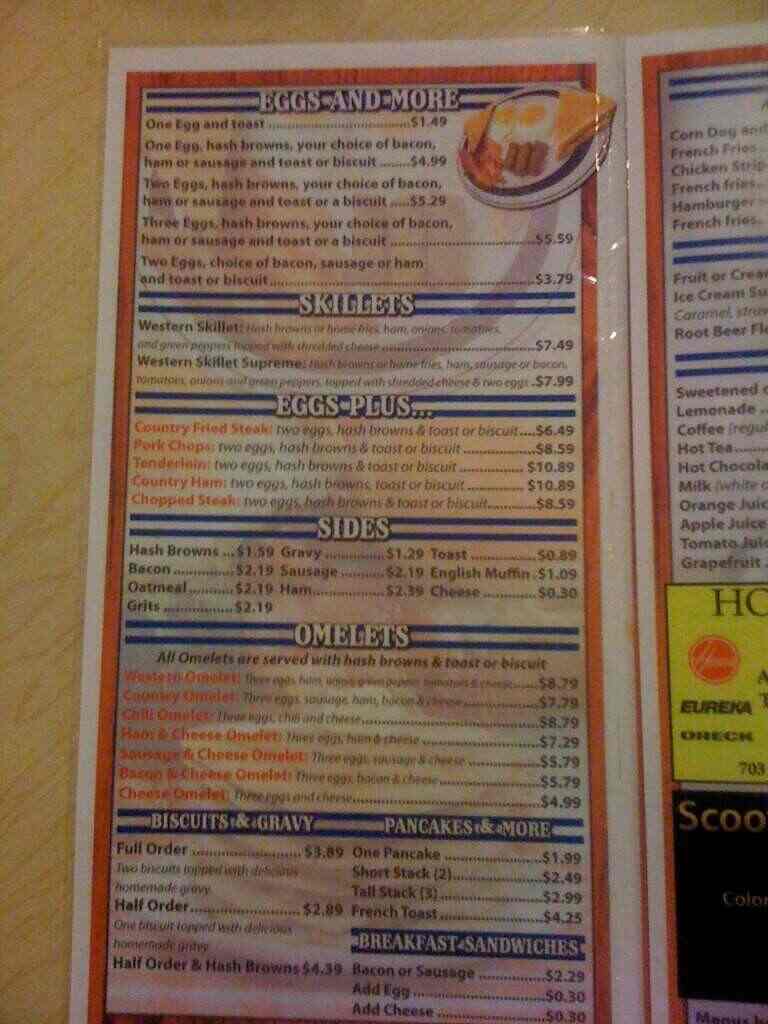 EGGS AND MORE
One Egg and toast ..............................$1.49
One Egg, hash browns, your choice of bacon,
ham or sausage and toast or biscuit .......$4.99
Two Eggs, hash browns, your choice of bacon,
ham or sausage and toast or a biscuit .....$5.29
Three Eggs, hash browns, your choice of bacon,
ham or sausage and toast or a biscuit ..............................$5.59
Two Eggs, choice of bacon, sausage or ham
and toast or biscuit..........................................................$3.79
SKILLETS
Western Skillet: Hash browns or home fries, ham, onions, tomatoes,
and green peppers topped with shredded cheese ..............................$7.49
Western Skillet Supreme: Hash browns or home fries, ham, sausage or bacon,
tomatoes, onions and green peppers, topped with shredded cheese & two eggs .$7.99
EGGS PLUS...
Country Fried Steak: two eggs, hash browns & toast or biscuit....$6.49
Pork Chops: two eggs, hash browns & toast or biscuit ................$8.59
Tenderloin: two eggs, hash browns & toast or biscuit .............. $10.89
Country Ham: two eggs, hash browns, toast or biscuit ............. $10.89
Chopped Steak: two eggs, hash browns & toast or biscuit...........$8.59
SIDES
Hash Browns ...$1.59 Gravy ................$1.29 Toast ................$0.89
Bacon ..............$2.19 Sausage ............$2.19 English Muffin .$1.09
Oatmeal ..........$2.19 Ham...................$2.39 Cheese .............$0.30
Grits .................$2.19
OMELETS
All Omelets are served with hash browns & toast or biscuit
Western Omelet: Three eggs, ham, onions, green peppers, tomatoes & cheese......$8.79
Country Omelet: Three eggs, sausage, ham, bacon & cheese..................$7.79
Chili Omelet: Three eggs, chili and cheese........................................$8.79
Ham & Cheese Omelet: Three eggs, ham & cheese ...........................$7.29
Sausage & Cheese Omelet: Three eggs, sausage & cheese .................$5.79
Bacon & Cheese Omelet: Three eggs, bacon & cheese.......................$5.79
Cheese Omelet: Three eggs and cheese............................................$4.99
BISCUITS & GRAVY
Full Order ....................$3.89
Two biscuits topped with delicious
homemade gravy
Half Order.................... $2.89
One biscuit topped with delicious
homemade gravy
Half Order & Hash Browns $4.39
PANCAKES & MORE
One Pancake ..................$1.99
Short Stack (2)................$2.49
Tall Stack (3)...................$2.99
French Toast ..................$4.25
BREAKFAST SANDWICHES
Bacon or Sausage ..............$2.29
Add Egg .........................$0.30
Add Cheese .....................$0.30
Corn Dog and
French Fries..
Chicken Strip
French fries..
Hamburger
French fries..
Fruit or Crea
Ice Cream Su
Caramel, straw
Root Beer Fl
Sweetened
Lemonade ..
Coffee (regul
Hot Tea.......
Hot Chocola
Milk (white o
Orange Juic
Apple Juice
Tomato Juic
Grapefruit .
HO
EUREKA
ORECK
703
Scoo
Color
Menus b